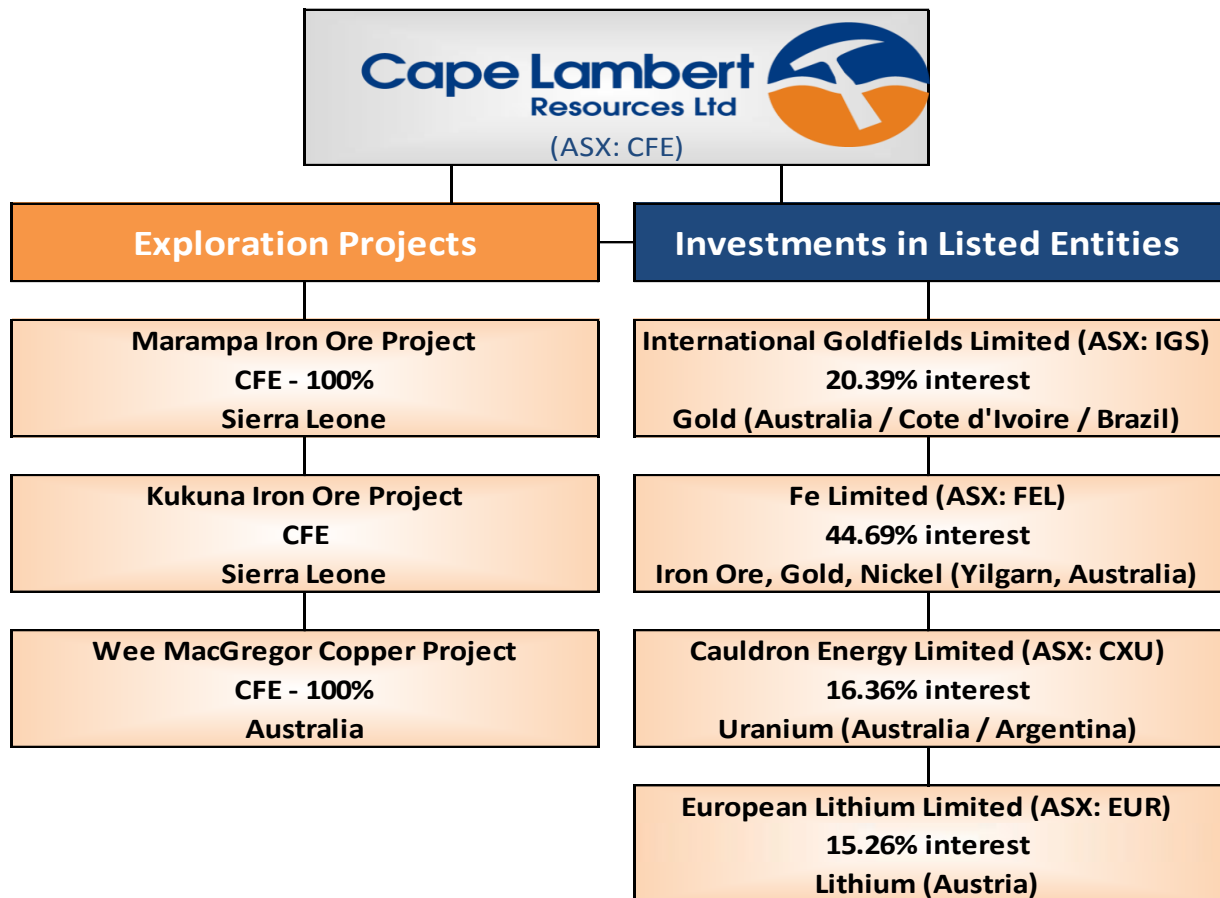 Cape Lambert
Resources Ltd
(ASX: CFE)
Exploration Projects
Marampa Iron Ore Project
CFE - 100%
Sierra Leone
Kukuna Iron Ore Project
CFE
Sierra Leone
Wee MacGregor Copper Project
CFE - 100%
Australia
Investments in Listed Entities
International Goldfields Limited (ASX: IGS)
20.39% interest
Gold (Australia / Cote d'Ivoire / Brazil)
Fe Limited (ASX: FEL)
44.69% interest
Iron Ore, Gold, Nickel (Yilgarn, Australia)
Cauldron Energy Limited (ASX: CXU)
16.36% interest
Uranium (Australia / Argentina)
European Lithium Limited (ASX: EUR)
15.26% interest
Lithium (Austria)